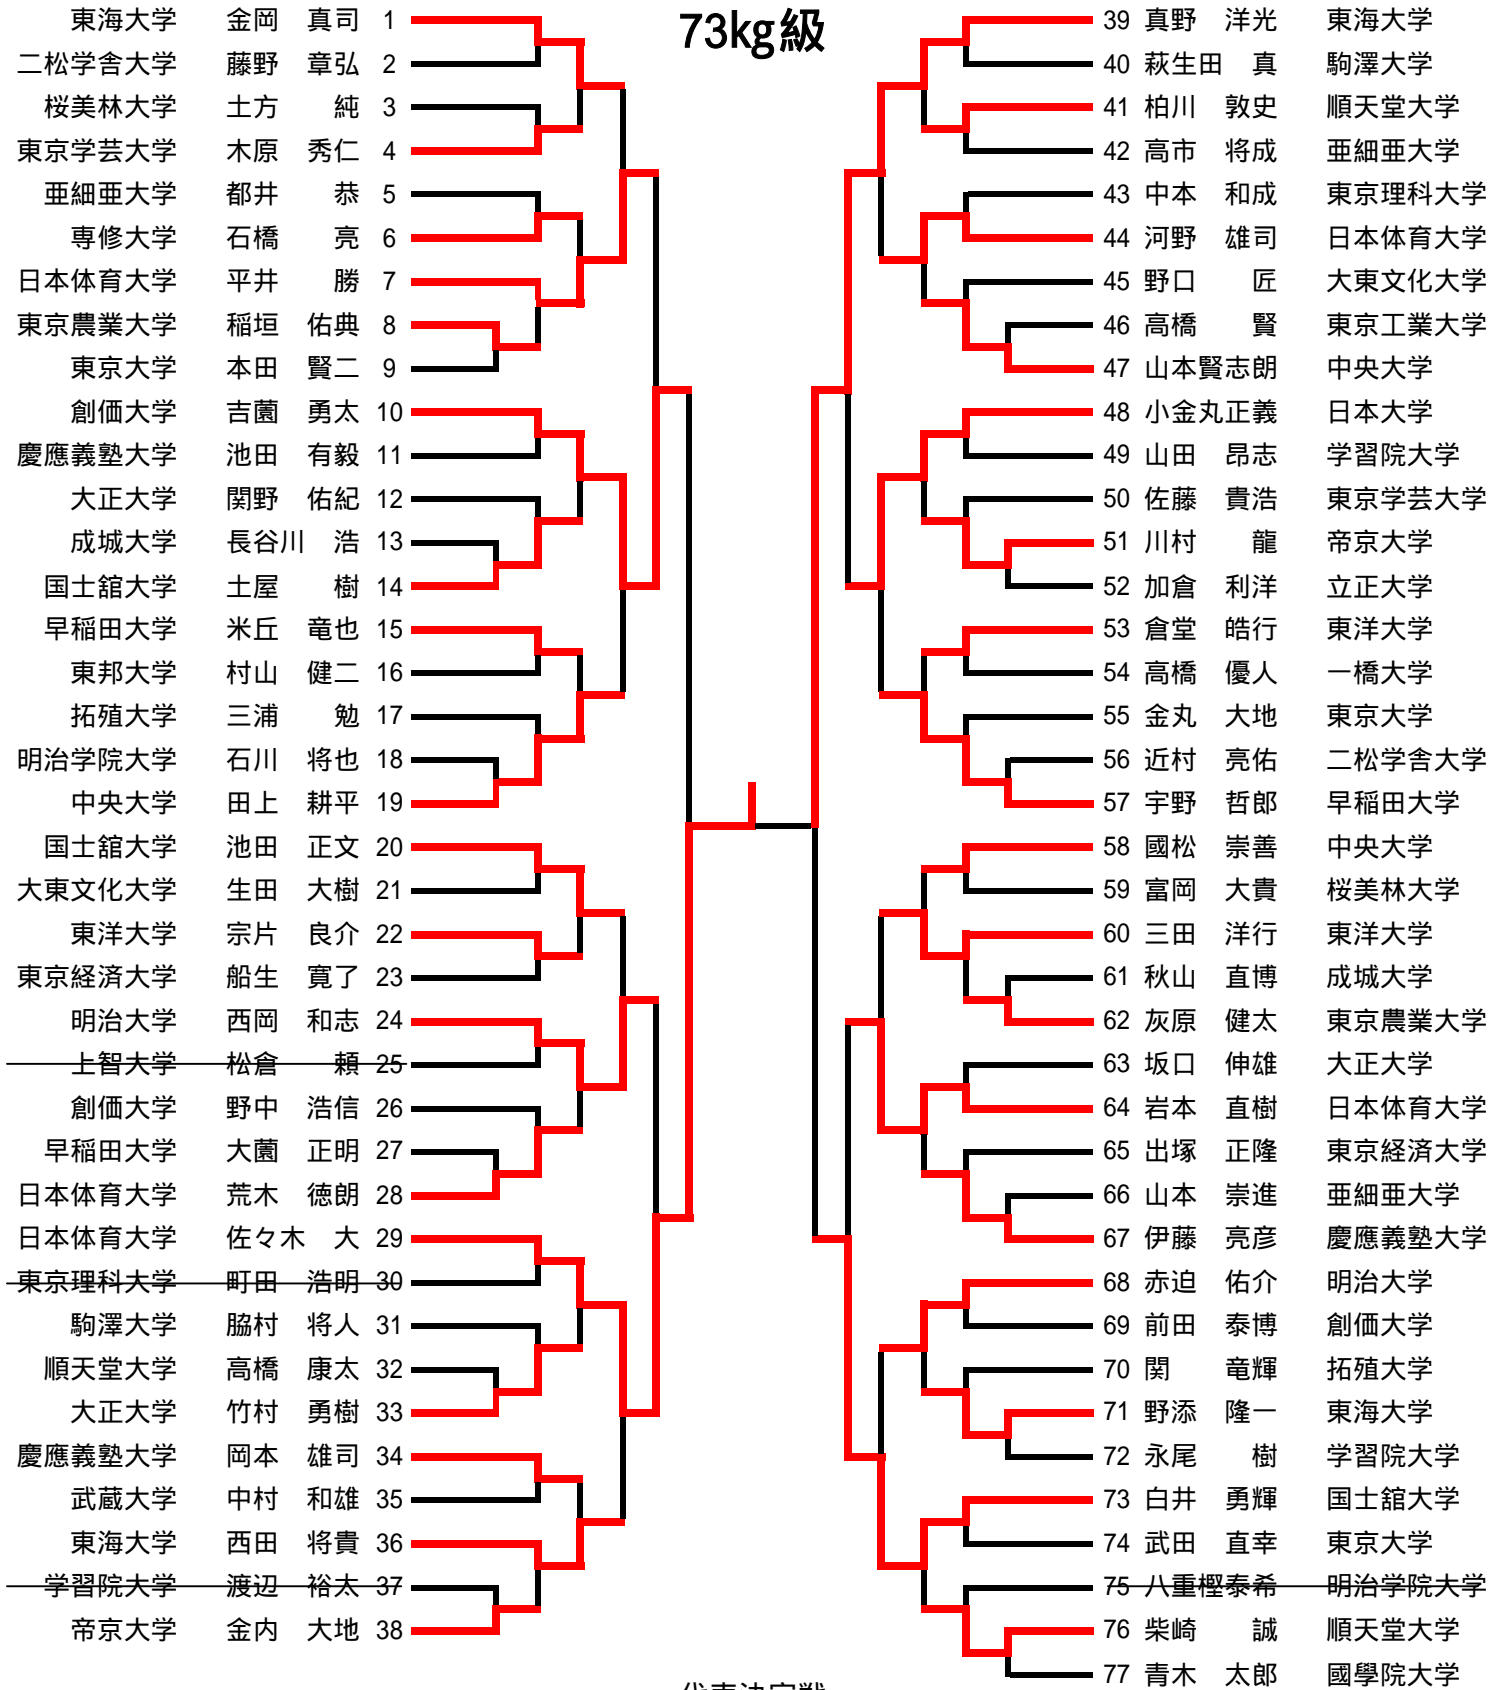 73kg級
東海大学 金岡 真司 1
二松学舎大学 藤野 章弘 2
桜美林大学 土方 純 3
東京学芸大学 木原 秀仁 4
亜細亜大学 都井 恭 5
専修大学 石橋 亮 6
日本体育大学 平井 勝 7
東京農業大学 稲垣 佑典 8
東京大学 本田 賢二 9
創価大学 吉薗 勇太 10
慶應義塾大学 池田 有毅 11
大正大学 関野 佑紀 12
成城大学 長谷川 浩 13
国士舘大学 土屋 樹 14
早稲田大学 米丘 竜也 15
東邦大学 村山 健二 16
拓殖大学 三浦 勉 17
明治学院大学 石川 将也 18
中央大学 田上 耕平 19
国士舘大学 池田 正文 20
大東文化大学 生田 大樹 21
東洋大学 宗片 良介 22
東京経済大学 船生 寛了 23
明治大学 西岡 和志 24
上智大学 松倉 頼 25
創価大学 野中 浩信 26
早稲田大学 大薗 正明 27
日本体育大学 荒木 徳朗 28
日本体育大学 佐々木 大 29
東京理科大学 町田 浩明 30
駒澤大学 脇村 将人 31
順天堂大学 高橋 康太 32
大正大学 竹村 勇樹 33
慶應義塾大学 岡本 雄司 34
武蔵大学 中村 和雄 35
東海大学 西田 将貴 36
学習院大学 渡辺 裕太 37
帝京大学 金内 大地 38
39 真野 洋光 東海大学
40 萩生田 真 駒澤大学
41 柏川 敦史 順天堂大学
42 高市 将成 亜細亜大学
43 中本 和成 東京理科大学
44 河野 雄司 日本体育大学
45 野口 匠 大東文化大学
46 高橋 賢 東京工業大学
47 山本賢志朗 中央大学
48 小金丸正義 日本大学
49 山田 昂志 学習院大学
50 佐藤 貴浩 東京学芸大学
51 川村 龍 帝京大学
52 加倉 利洋 立正大学
53 倉堂 皓行 東洋大学
54 高橋 優人 一橋大学
55 金丸 大地 東京大学
56 近村 亮佑 二松学舎大学
57 宇野 哲郎 早稲田大学
58 國松 崇善 中央大学
59 富岡 大貴 桜美林大学
60 三田 洋行 東洋大学
61 秋山 直博 成城大学
62 灰原 健太 東京農業大学
63 坂口 伸雄 大正大学
64 岩本 直樹 日本体育大学
65 出塚 正隆 東京経済大学
66 山本 崇進 亜細亜大学
67 伊藤 亮彦 慶應義塾大学
68 赤迫 佑介 明治大学
69 前田 泰博 創価大学
70 関 竜輝 拓殖大学
71 野添 隆一 東海大学
72 永尾 樹 学習院大学
73 白井 勇輝 国士舘大学
74 武田 直幸 東京大学
75 八重樫泰希 明治学院大学
76 柴崎 誠 順天堂大学
77 青木 太郎 國學院大学